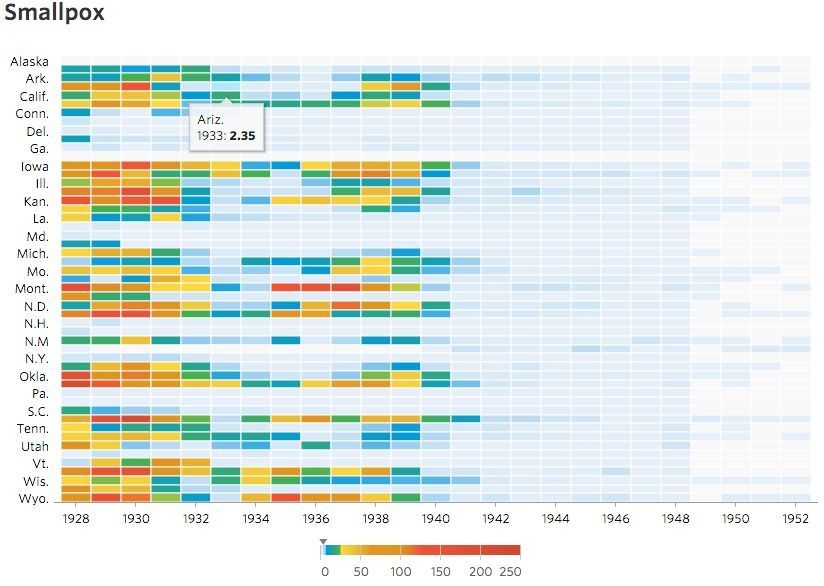 Smallpox
Alaska
Ark.
Calif.
Conn.
Del.
Ga.
Iowa
Ill.
Kan.
La.
Md.
Mich.
Mo.
Mont.
N.D.
N.H.
N.M
N.Y.
Okla.
Pa.
S.C.
Tenn.
Utah
Vt.
Wis.
Wyo.
Ariz.
1933: 2.35
1928 1930 1932 1934 1936 1938 1940 1942 1944 1946 1948 1950 1952
0 50 100 150 200 250